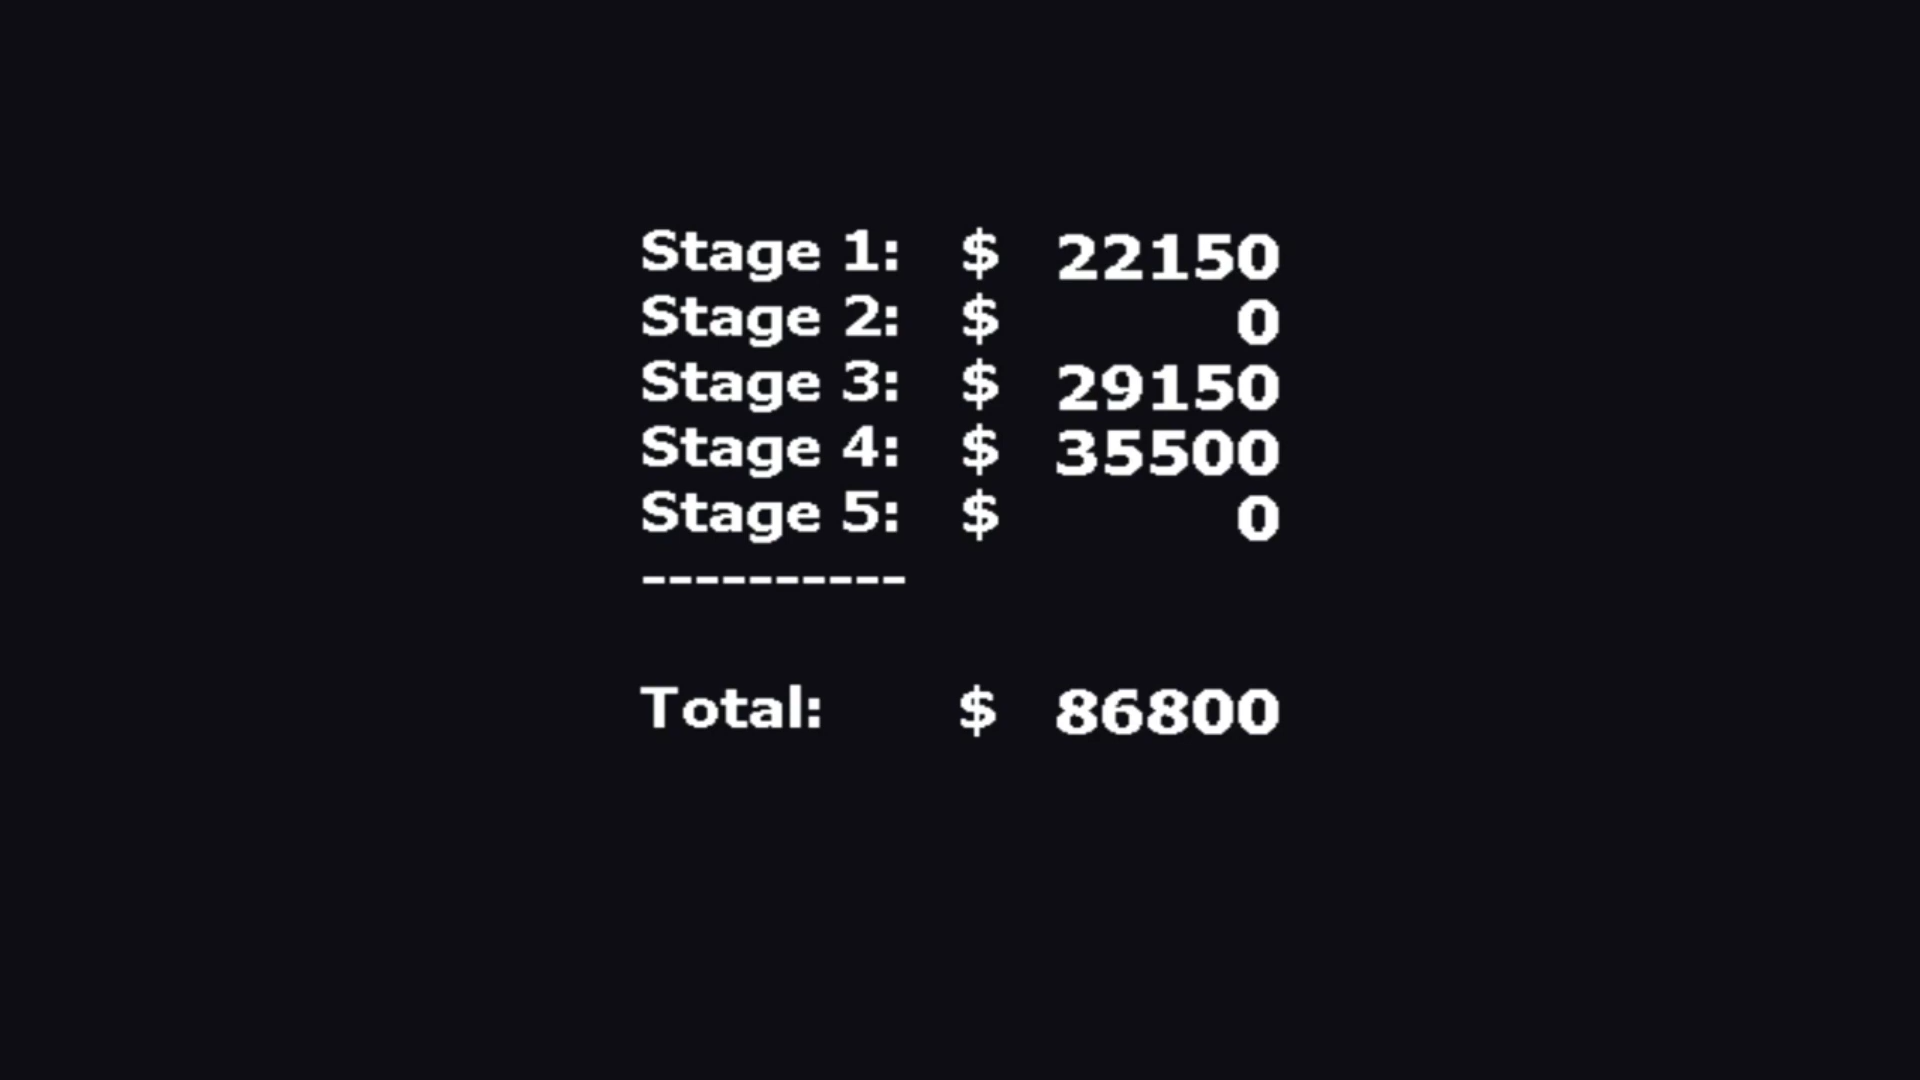 Stage 1: $ 22150
Stage 2: $ 0
Stage 3: $ 29150
Stage 4: $ 35500
Stage 5: $ 0
----------
Total: $ 86800